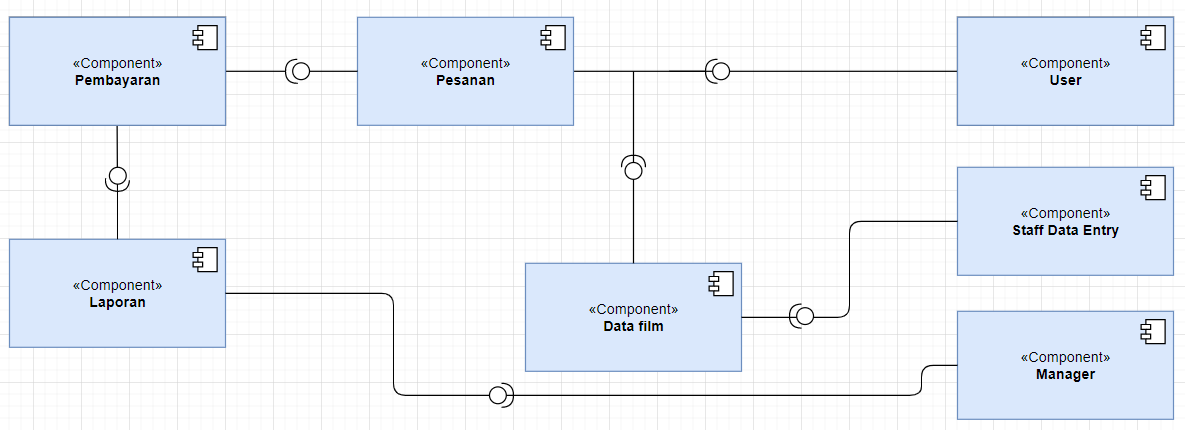 «Component»
Pembayaran
«Component»
Pesanan
«Component»
User
«Component»
Staff Data Entry
«Component»
Laporan
«Component»
Data film
«Component»
Manager